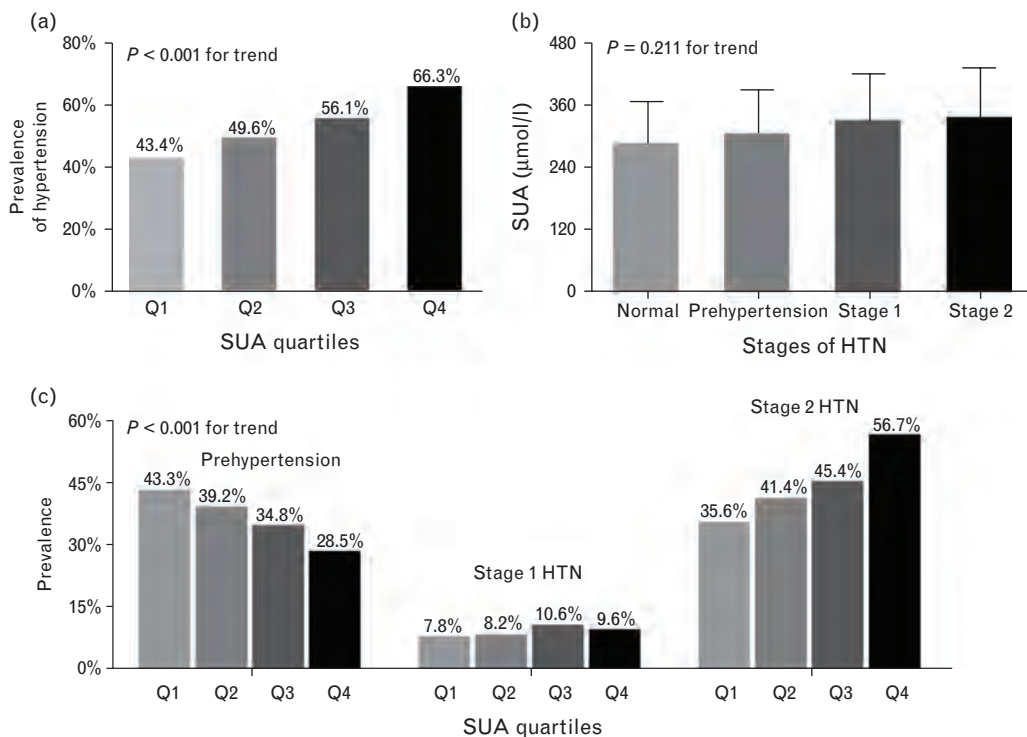 (a)
80%
P < 0.001 for trend
66.3%
60%
56.1%
49.6%
43.4%
40%
20%
0%
Prevalence
of hypertension
Q1 Q2 Q3 Q4
SUA quartiles
(b)
480
P = 0.211 for trend
360
240
120
0
SUA (μmol/l)
Normal Prehypertension Stage 1 Stage 2
Stages of HTN
(c)
60%
P < 0.001 for trend
Prehypertension
45%
30%
15%
0%
Prevalence
43.3%
39.2%
34.8%
28.5%
Stage 1 HTN
7.8%
8.2%
10.6%
9.6%
Stage 2 HTN
35.6%
41.4%
45.4%
56.7%
Q1 Q2 Q3 Q4 Q1 Q2 Q3 Q4 Q1 Q2 Q3 Q4
SUA quartiles